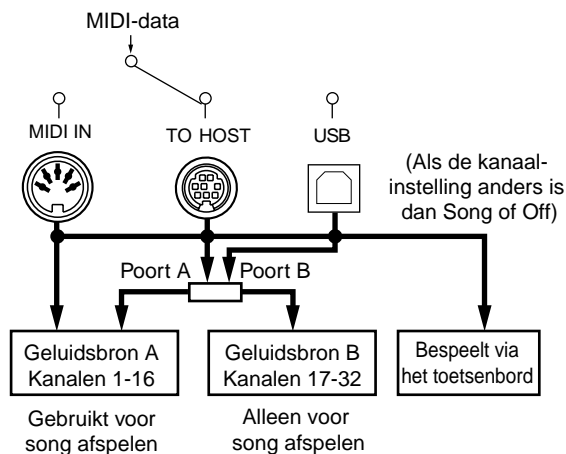 MIDI-data
MIDI IN
TO HOST
USB
(Als de kanaal-
instelling anders is
dan Song of Off)
Poort A
Poort B
Geluidsbron A
Kanalen 1-16
Geluidsbron B
Kanalen 17-32
Bespeelt via
het toetsenbord
Gebruikt voor
song afspelen
Alleen voor
song afspelen